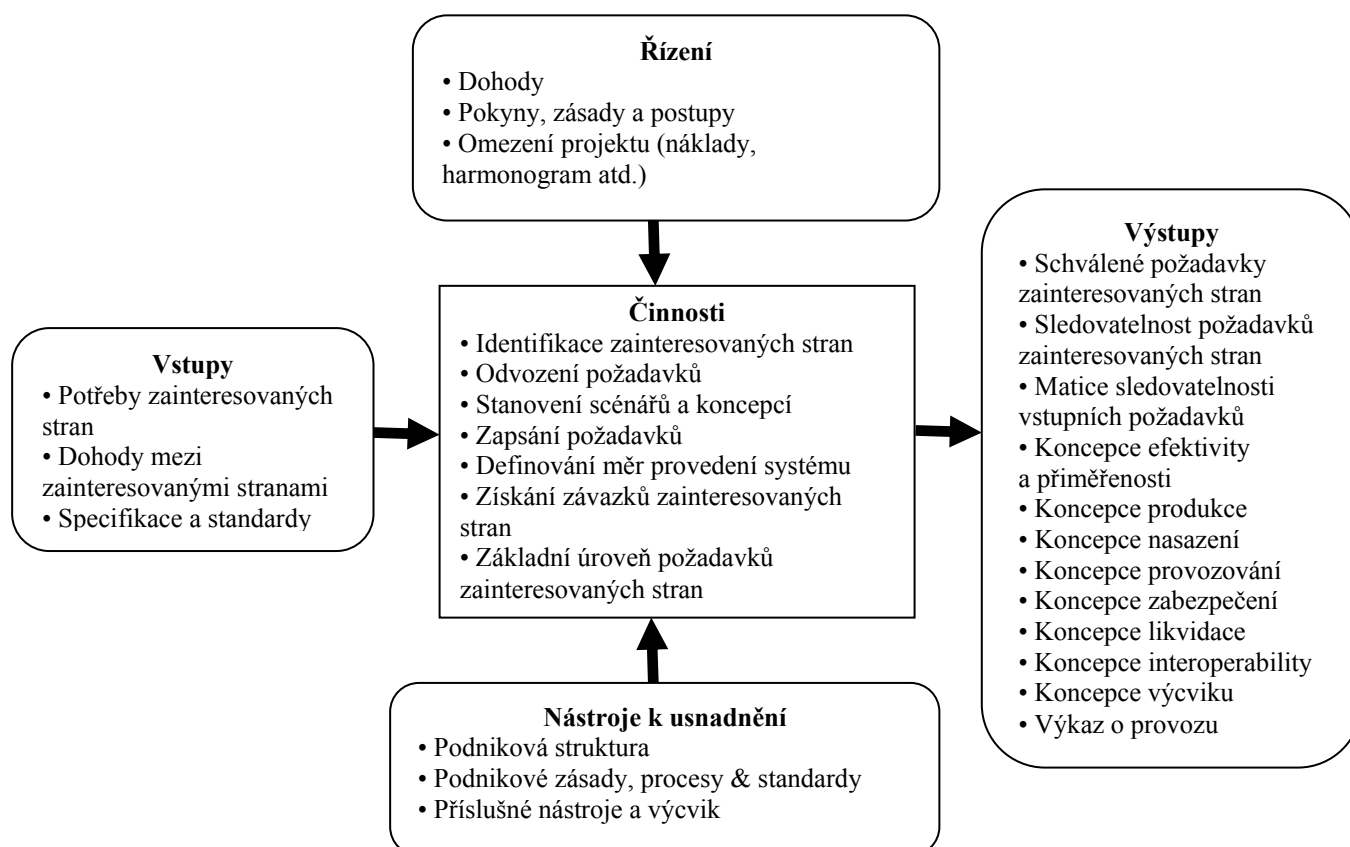 Řízení
• Dohody
• Pokyny, zásady a postupy
• Omezení projektu (náklady,
harmonogram atd.)
Vstupy
• Potřeby zainteresovaných
stran
• Dohody mezi
zainteresovanými stranami
• Specifikace a standardy
Činnosti
• Identifikace zainteresovaných stran
• Odvození požadavků
• Stanovení scénářů a koncepcí
• Zapsání požadavků
• Definování měr provedení systému
• Získání závazků zainteresovaných
stran
• Základní úroveň požadavků
zainteresovaných stran
Výstupy
• Schválené požadavky
zainteresovaných stran
• Sledovatelnost požadavků
zainteresovaných stran
• Matice sledovatelnosti
vstupních požadavků
• Koncepce efektivity
a přiměřenosti
• Koncepce produkce
• Koncepce nasazení
• Koncepce provozování
• Koncepce zabezpečení
• Koncepce likvidace
• Koncepce interoperability
• Koncepce výcviku
• Výkaz o provozu
Nástroje k usnadnění
• Podniková struktura
• Podnikové zásady, procesy & standardy
• Příslušné nástroje a výcvik